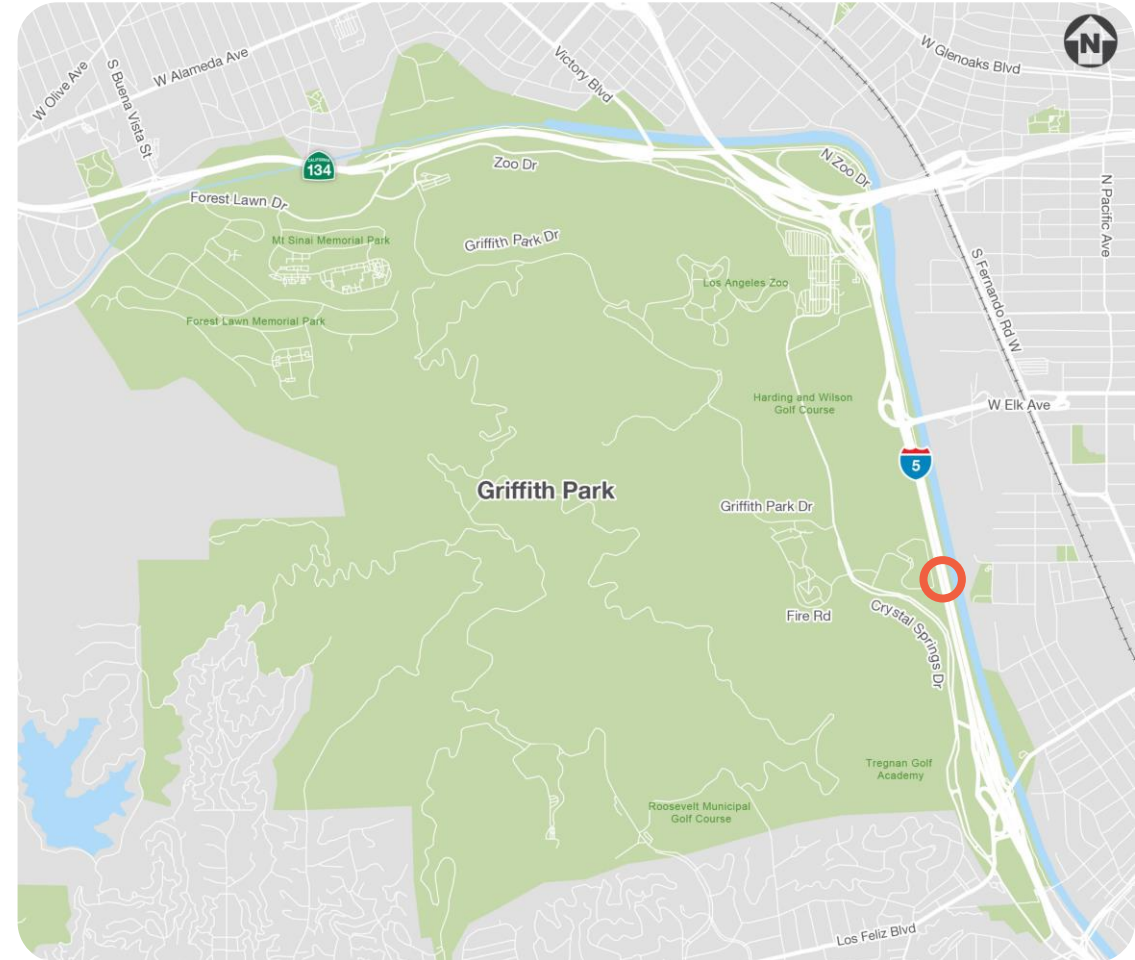 N
W Olive Ave
S Buena Vista St
W Alameda Ave
Victory Blvd
W Glenoaks Blvd
CALIFORNIA
134
Zoo Dr
N Zoo Dr
N Pacific Ave
Forest Lawn Dr
Mt Sinai Memorial Park
Griffith Park Dr
S Fernando Rd W
Los Angeles Zoo
Forest Lawn Memorial Park
Harding and Wilson
Golf Course
W Elk Ave
5
Griffith Park
Griffith Park Dr
Fire Rd
Crystal Springs Dr
Tregnan Golf
Academy
Roosevelt Municipal
Golf Course
Los Feliz Blvd